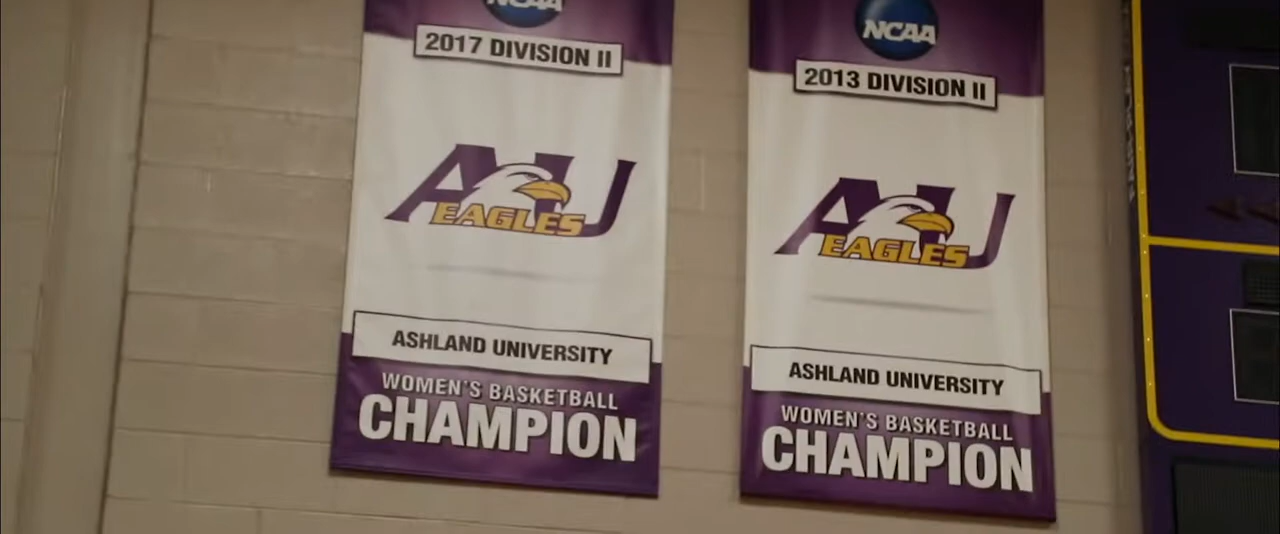 NCAA
2017 DIVISION II
AU
EAGLES
ASHLAND UNIVERSITY
WOMEN'S BASKETBALL
CHAMPION
NCAA
2013 DIVISION II
AU
EAGLES
ASHLAND UNIVERSITY
WOMEN'S BASKETBALL
CHAMPION